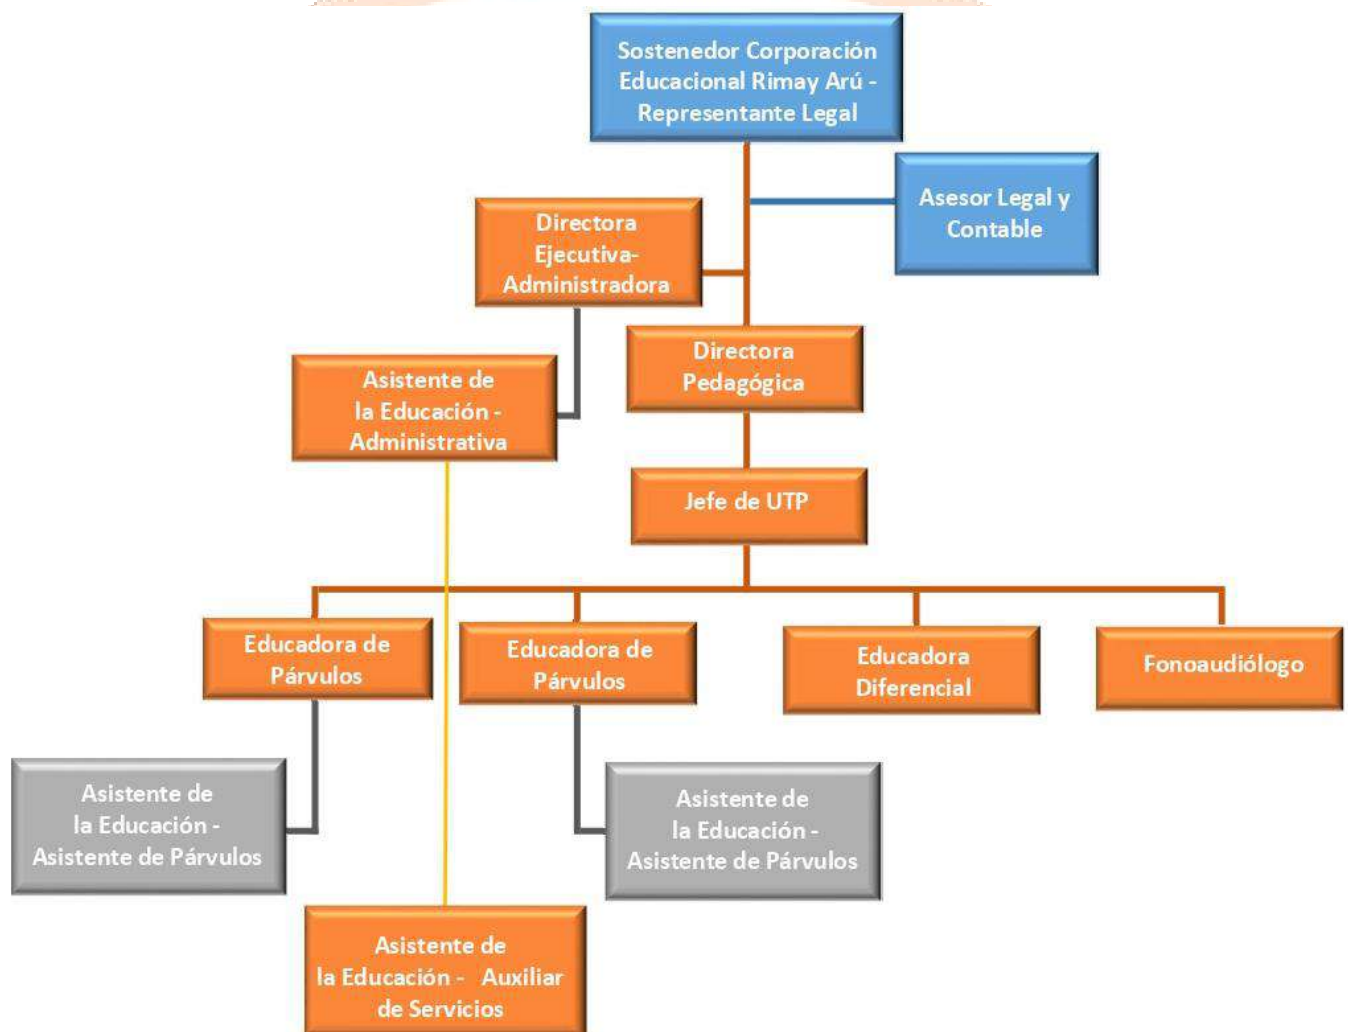 Sostenedor Corporación
Educacional Rimay Arú -
Representante Legal
Asesor Legal y
Contable
Directora
Ejecutiva-
Administradora
Directora
Pedagógica
Asistente de
la Educación -
Administrativa
Jefe de UTP
Educadora de
Párvulos
Educadora de
Párvulos
Educadora
Diferencial
Fonoaudiólogo
Asistente de
la Educación -
Asistente de Párvulos
Asistente de
la Educación -
Asistente de Párvulos
Asistente de
la Educación - Auxiliar
de Servicios